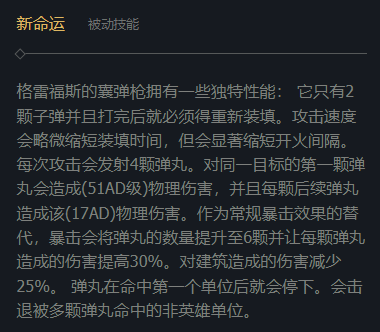 新命运 被动技能
格雷福斯的囊弹枪拥有一些独特性能： 它只有2
颗子弹并且打完后就必须得重新装填。攻击速度
会略微缩短装填时间，但会显著缩短开火间隔。
每次攻击会发射4颗弹丸。对同一目标的第一颗弹
丸会造成(51AD级)物理伤害，并且每颗后续弹丸
造成该(17AD)物理伤害。作为常规暴击效果的替
代，暴击会将弹丸的数量提升至6颗并让每颗弹丸
造成的伤害提高30%。对建筑造成的伤害减少
25%。 弹丸在命中第一个单位后就会停下。会击
退被多颗弹丸命中的非英雄单位。